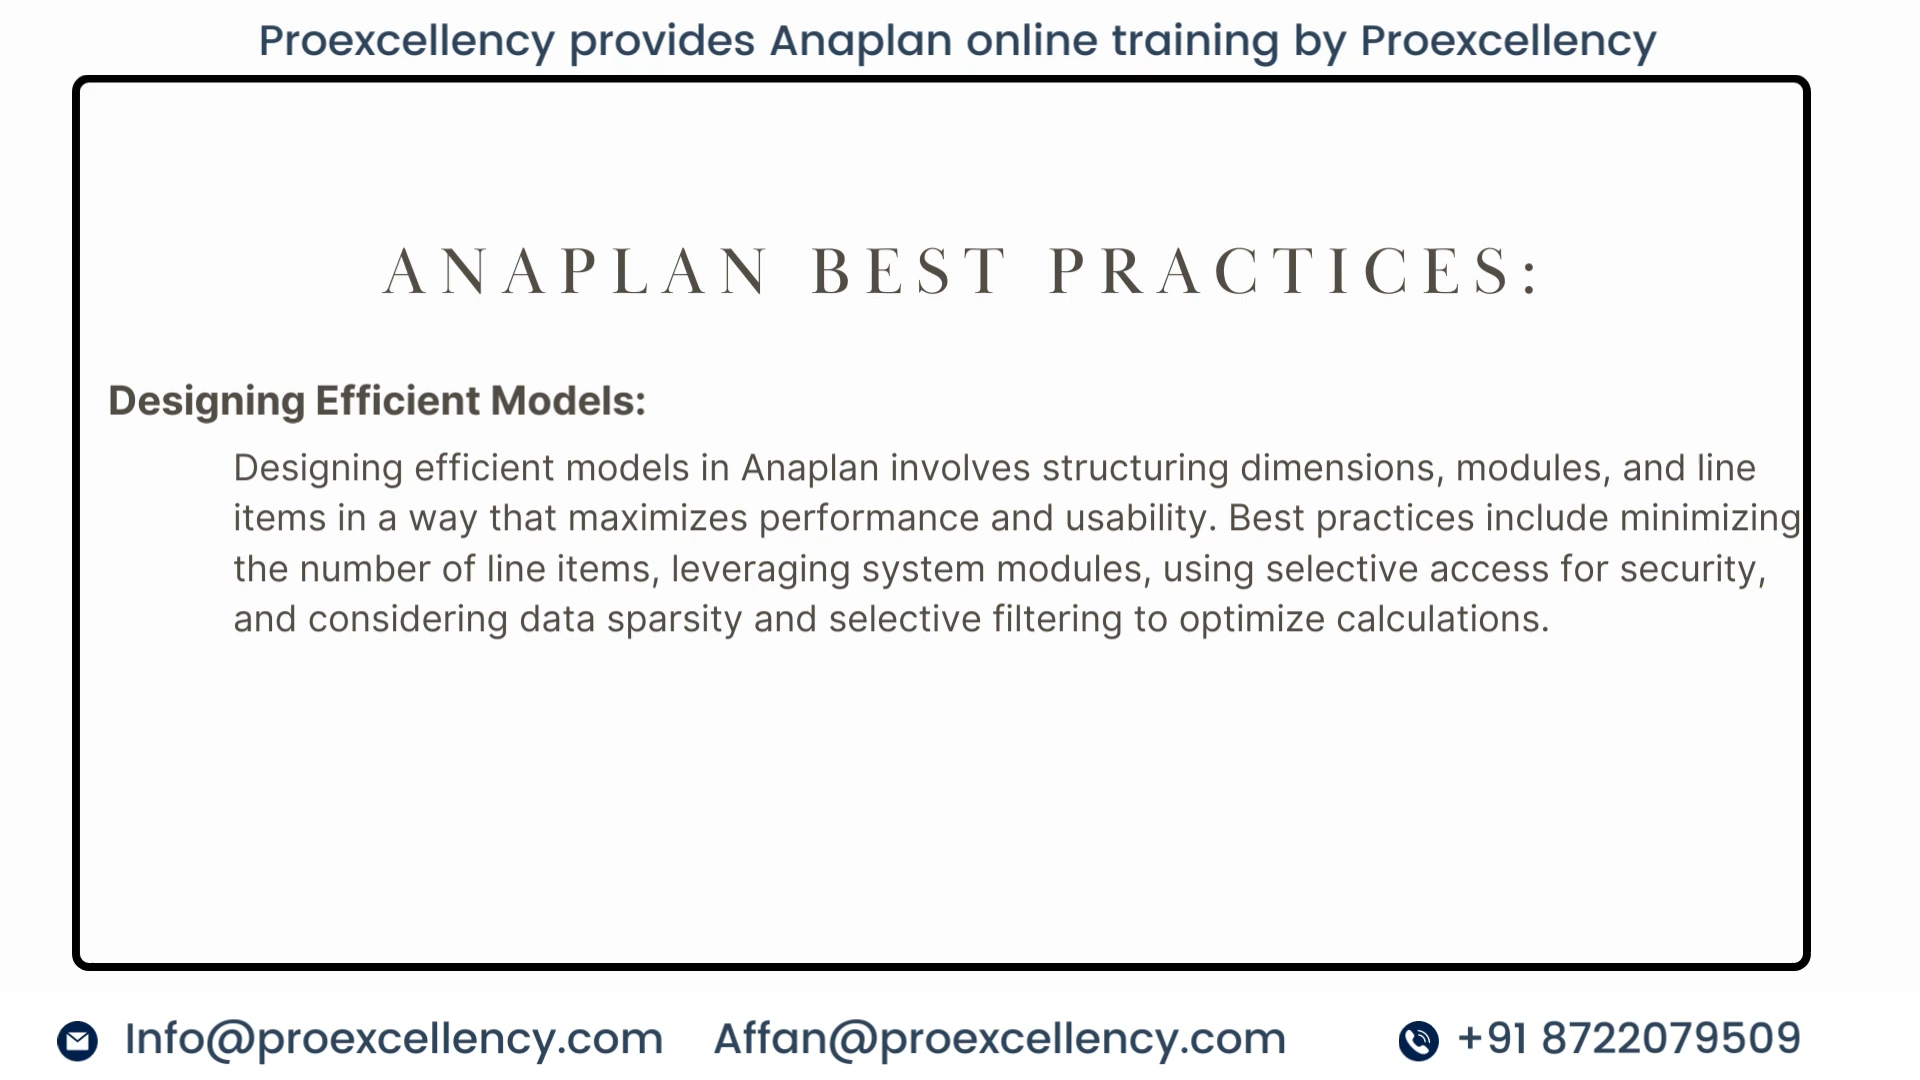 Proexcellency provides Anaplan online training by Proexcellency
ANAPLAN BEST PRACTICES:
Designing Efficient Models:
Designing efficient models in Anaplan involves structuring dimensions, modules, and line
items in a way that maximizes performance and usability. Best practices include minimizing
the number of line items, leveraging system modules, using selective access for security,
and considering data sparsity and selective filtering to optimize calculations.
Info@proexcellency.com Affan@proexcellency.com +91 8722079509